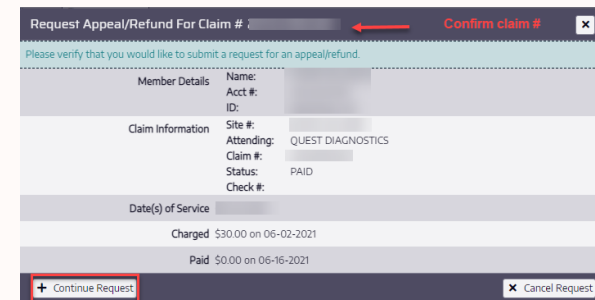 Request Appeal/Refund For Claim # Confirm claim # ×
Please verify that you would like to submit a request for an appeal/refund.
Member Details Name:
Acct #:
ID:
Claim Information Site #:
Attending: QUEST DIAGNOSTICS
Claim #:
Status: PAID
Check #:
Date(s) of Service
Charged $30.00 on 06-02-2021
Paid $0.00 on 06-16-2021
+ Continue Request × Cancel Request